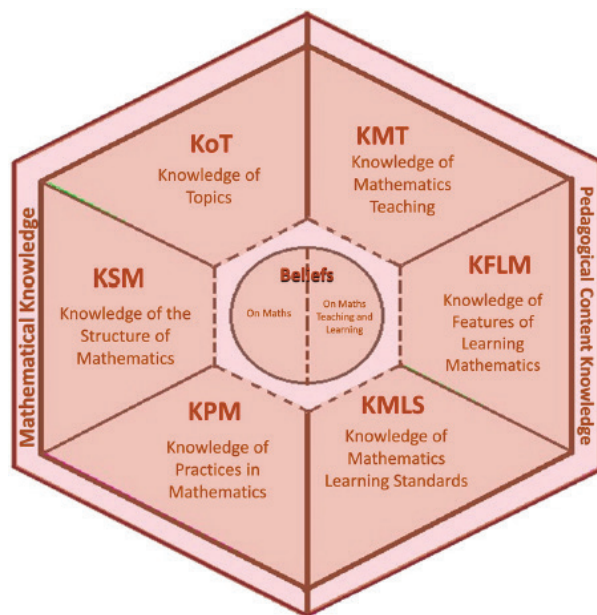 KoT
Knowledge of
Topics
KMT
Knowledge of
Mathematics
Teaching
Mathematical Knowledge
Pedagogical Content Knowledge
KSM
Knowledge of the
Structure of
Mathematics
Beliefs
On Maths
On Maths
Teaching and
Learning
KFLM
Knowledge of
Features of
Learning
Mathematics
KPM
Knowledge of
Practices in
Mathematics
KMLS
Knowledge of
Mathematics
Learning Standards